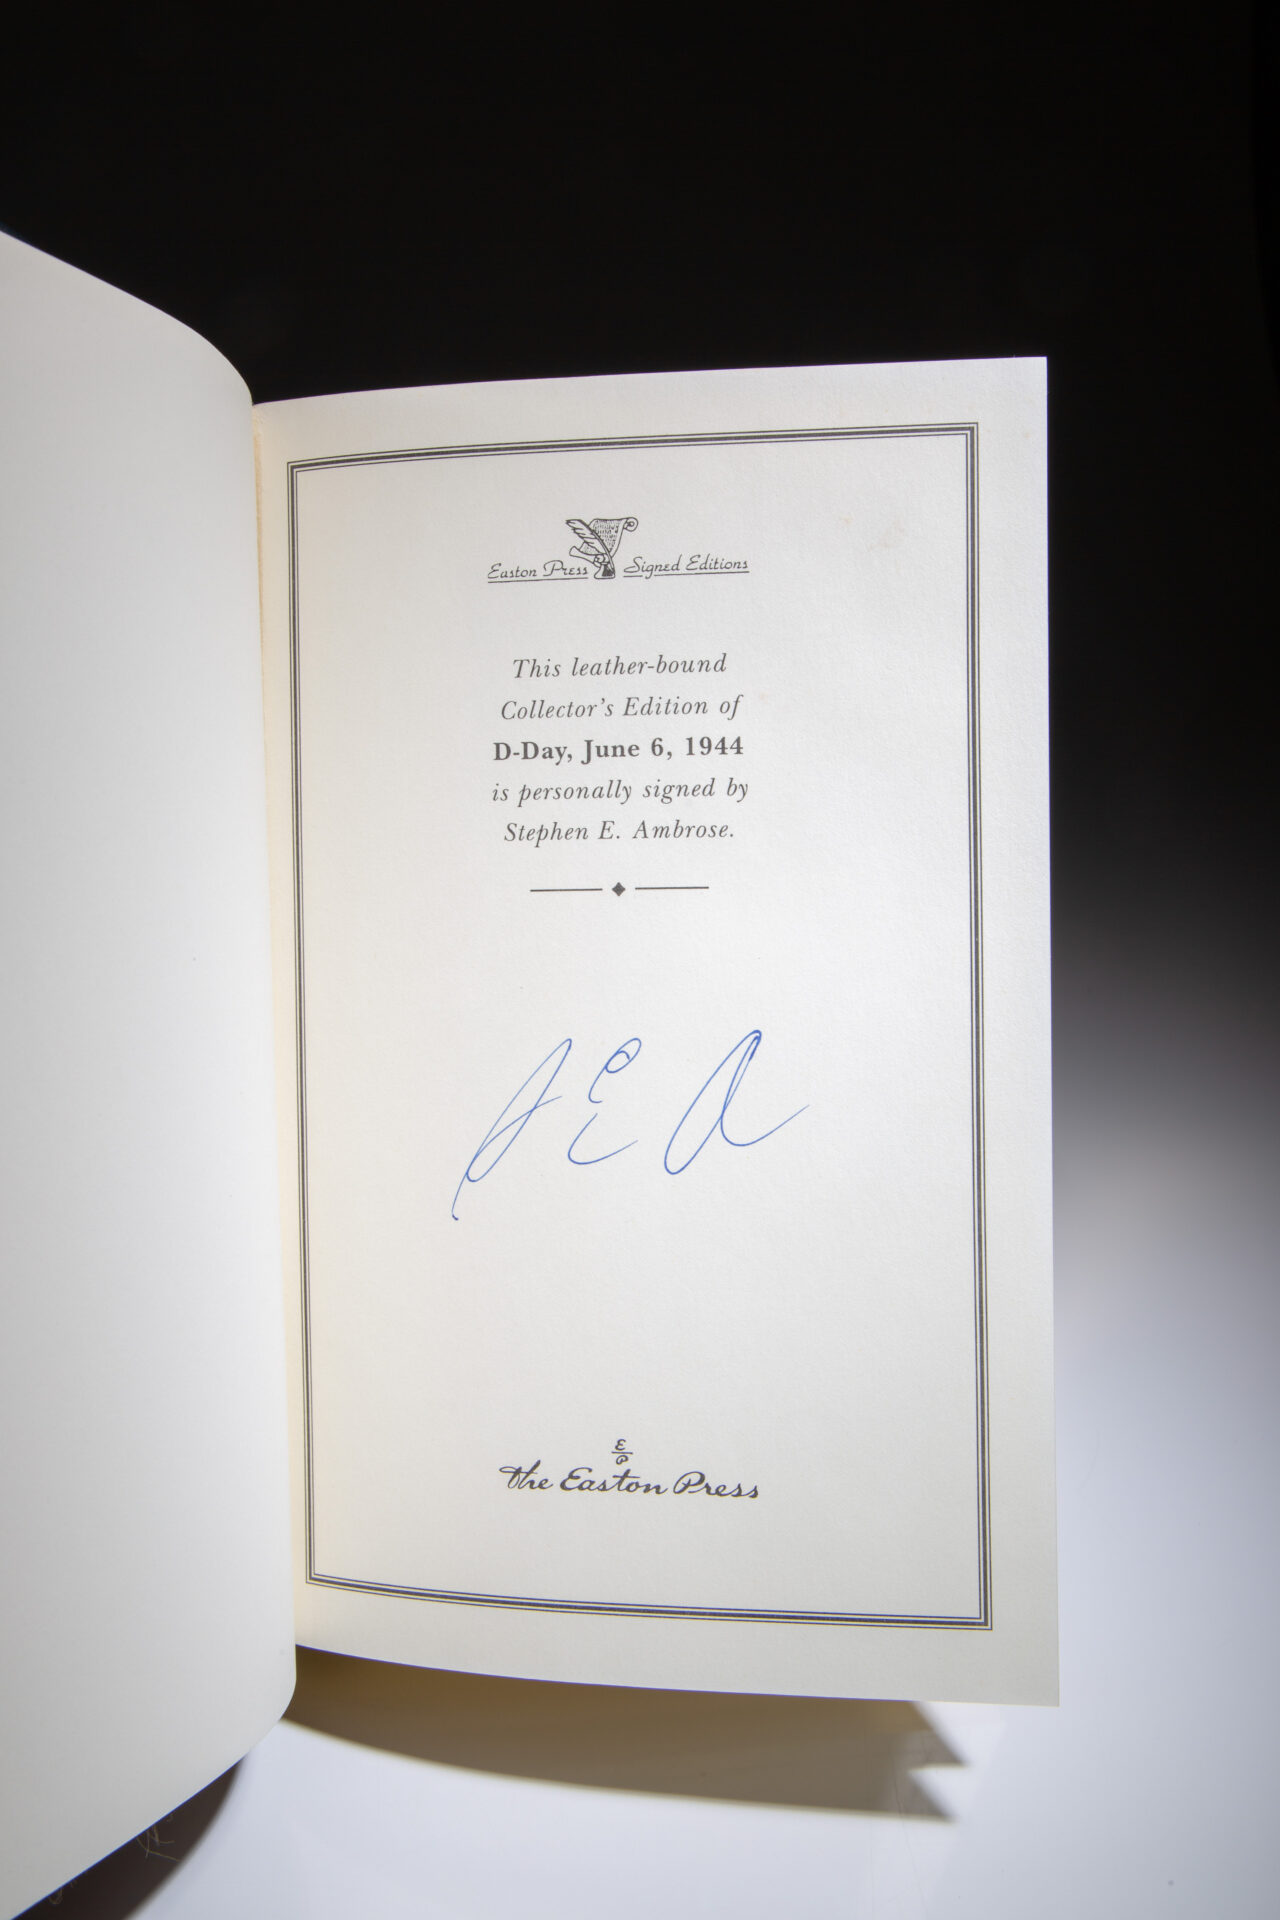 Easton Press Signed Editions
This leather-bound
Collector's Edition of
D-Day, June 6, 1944
is personally signed by
Stephen E. Ambrose.
S E A
E
P
The Easton Press